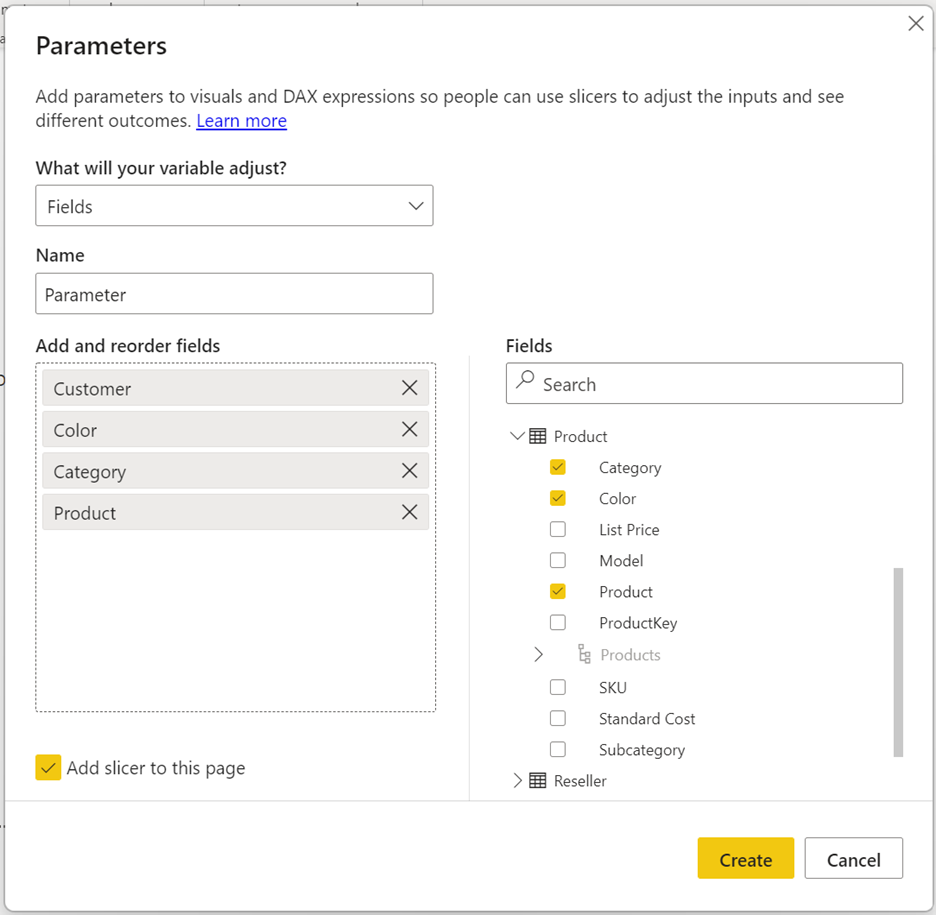 Parameters
Add parameters to visuals and DAX expressions so people can use slicers to adjust the inputs and see
different outcomes. Learn more
What will your variable adjust?
Fields
Name
Parameter
Add and reorder fields
Customer
Color
Category
Product
Add slicer to this page
Fields
Search
Product
Category
Color
List Price
Model
Product
ProductKey
Products
SKU
Standard Cost
Subcategory
Reseller
Create
Cancel